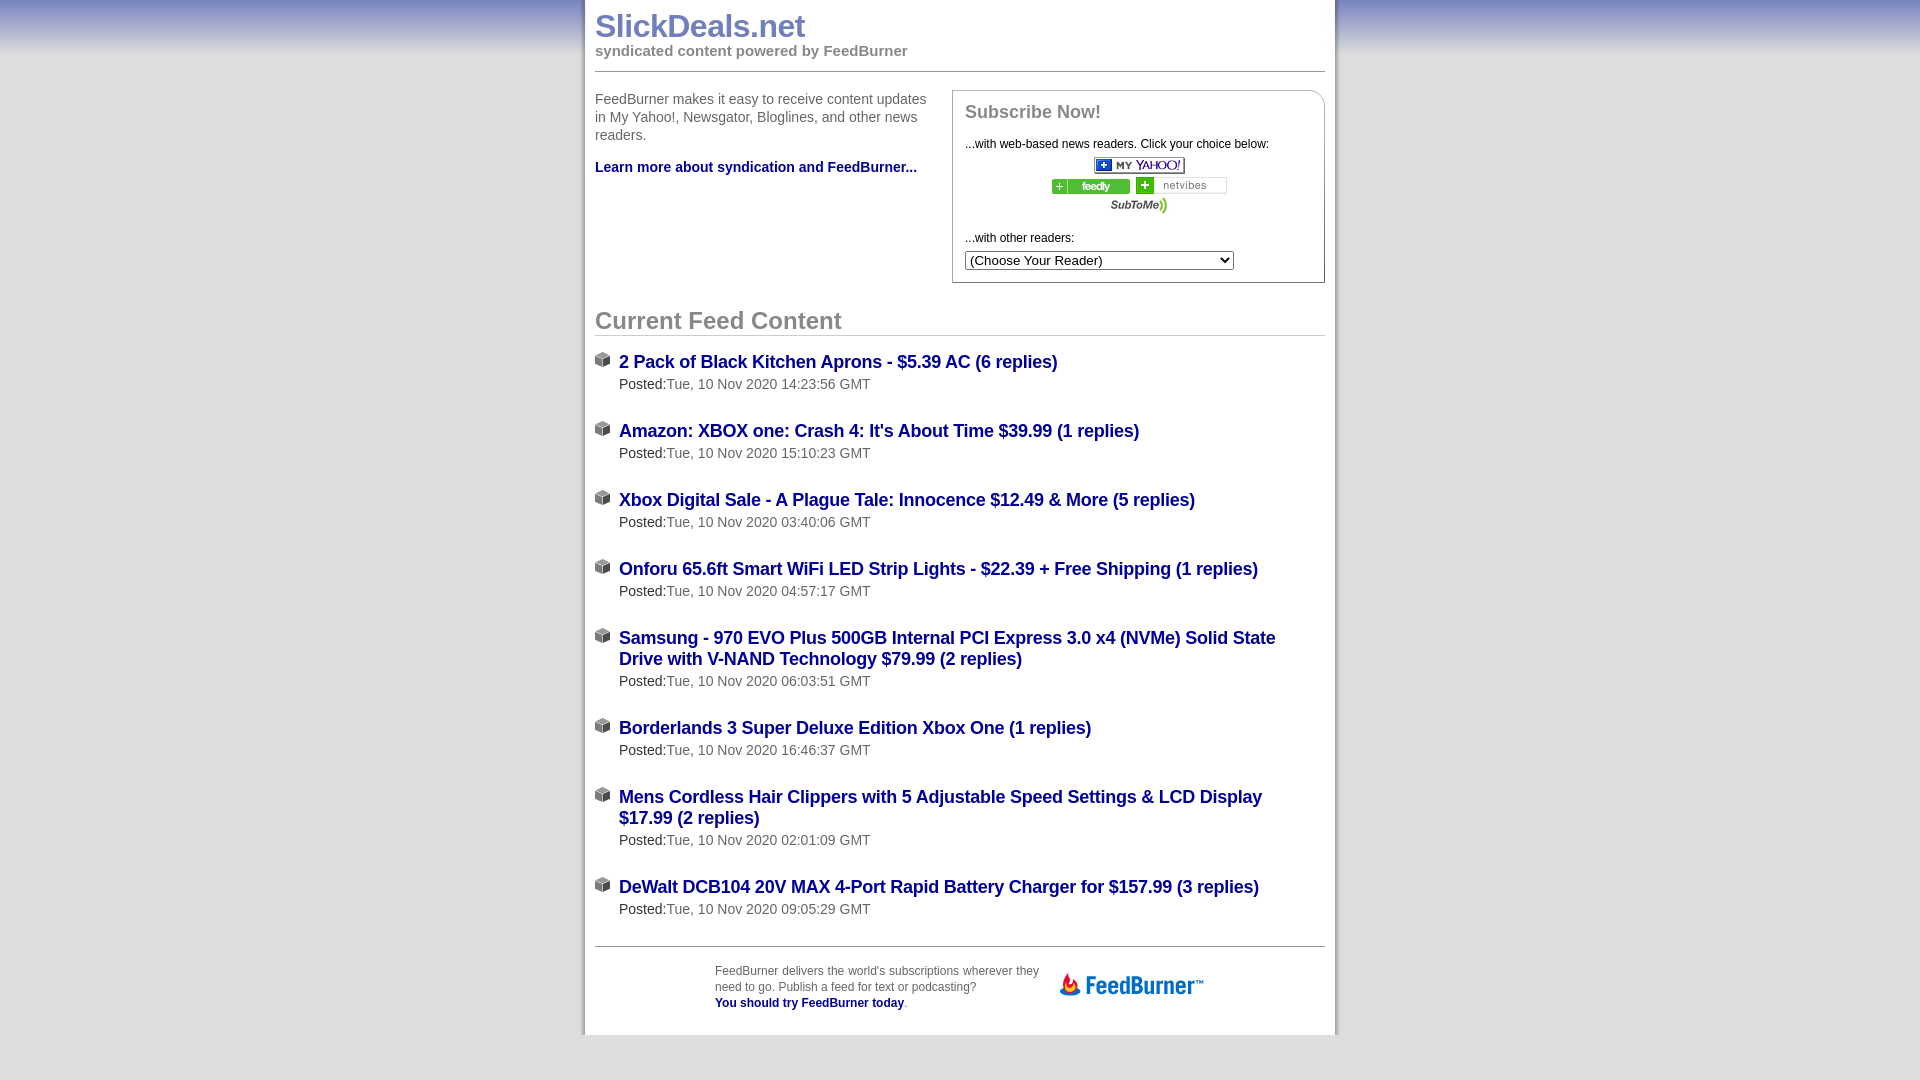 SlickDeals.net
syndicated content powered by FeedBurner
FeedBurner makes it easy to receive content updates
in My Yahoo!, Newsgator, Bloglines, and other news
readers.
Learn more about syndication and FeedBurner...
Subscribe Now!
...with web-based news readers. Click your choice below:
MY YAHOO!
feedly
netvibes
SubToMe
...with other readers:
(Choose Your Reader)
Current Feed Content
2 Pack of Black Kitchen Aprons - $5.39 AC (6 replies)
Posted:Tue, 10 Nov 2020 14:23:56 GMT
Amazon: XBOX one: Crash 4: It's About Time $39.99 (1 replies)
Posted:Tue, 10 Nov 2020 15:10:23 GMT
Xbox Digital Sale - A Plague Tale: Innocence $12.49 & More (5 replies)
Posted:Tue, 10 Nov 2020 03:40:06 GMT
Onforu 65.6ft Smart WiFi LED Strip Lights - $22.39 + Free Shipping (1 replies)
Posted:Tue, 10 Nov 2020 04:57:17 GMT
Samsung - 970 EVO Plus 500GB Internal PCI Express 3.0 x4 (NVMe) Solid State
Drive with V-NAND Technology $79.99 (2 replies)
Posted:Tue, 10 Nov 2020 06:03:51 GMT
Borderlands 3 Super Deluxe Edition Xbox One (1 replies)
Posted:Tue, 10 Nov 2020 16:46:37 GMT
Mens Cordless Hair Clippers with 5 Adjustable Speed Settings & LCD Display
$17.99 (2 replies)
Posted:Tue, 10 Nov 2020 02:01:09 GMT
DeWalt DCB104 20V MAX 4-Port Rapid Battery Charger for $157.99 (3 replies)
Posted:Tue, 10 Nov 2020 09:05:29 GMT
FeedBurner delivers the world's subscriptions wherever they
need to go. Publish a feed for text or podcasting?
You should try FeedBurner today.
FeedBurner™